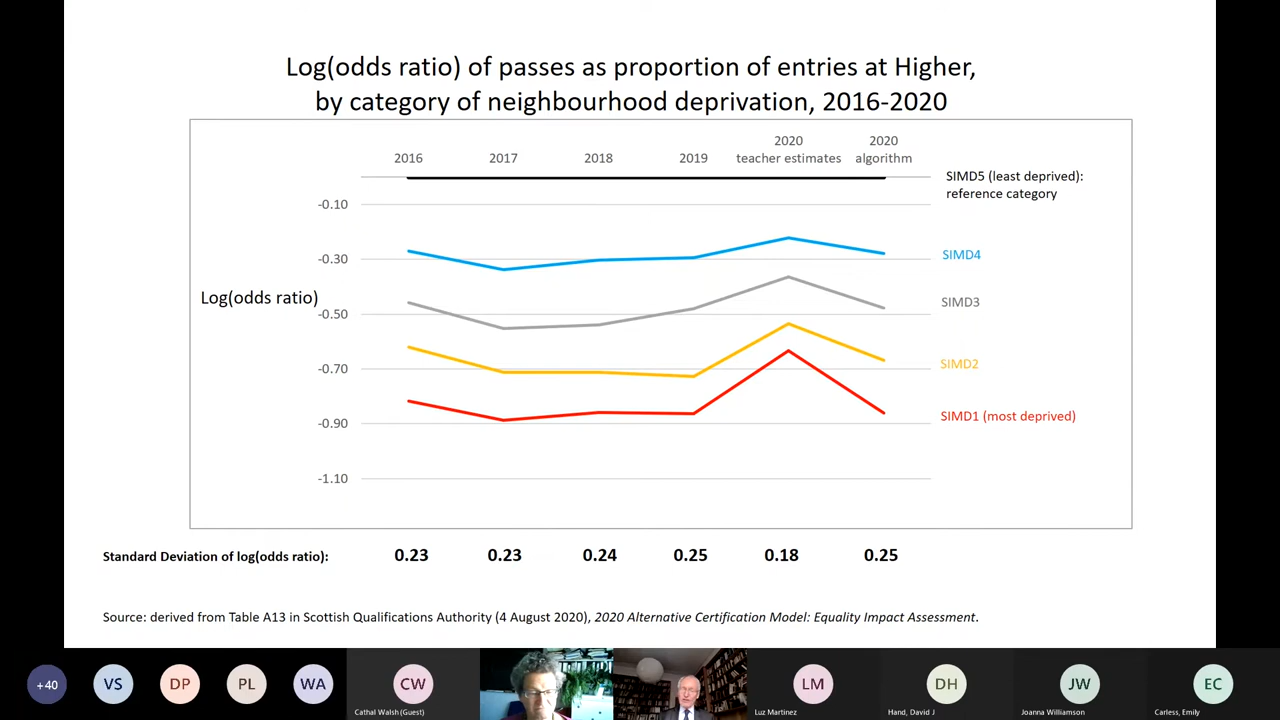 Log(odds ratio) of passes as proportion of entries at Higher,
by category of neighbourhood deprivation, 2016-2020
2016
2017
2018
2019
2020
teacher estimates
2020
algorithm
SIMD5 (least deprived):
reference category
-0.10
SIMD4
-0.30
Log(odds ratio)
SIMD3
-0.50
SIMD2
-0.70
SIMD1 (most deprived)
-0.90
-1.10
Standard Deviation of log(odds ratio): 0.23 0.23 0.24 0.25 0.18 0.25
Source: derived from Table A13 in Scottish Qualifications Authority (4 August 2020), 2020 Alternative Certification Model: Equality Impact Assessment.
+40
VS
DP
PL
WA
CW
Cathal Walsh (Guest)
LM
Luz Martinez
DH
Hand, David J
JW
Joanna Williamson
EC
Carless, Emily